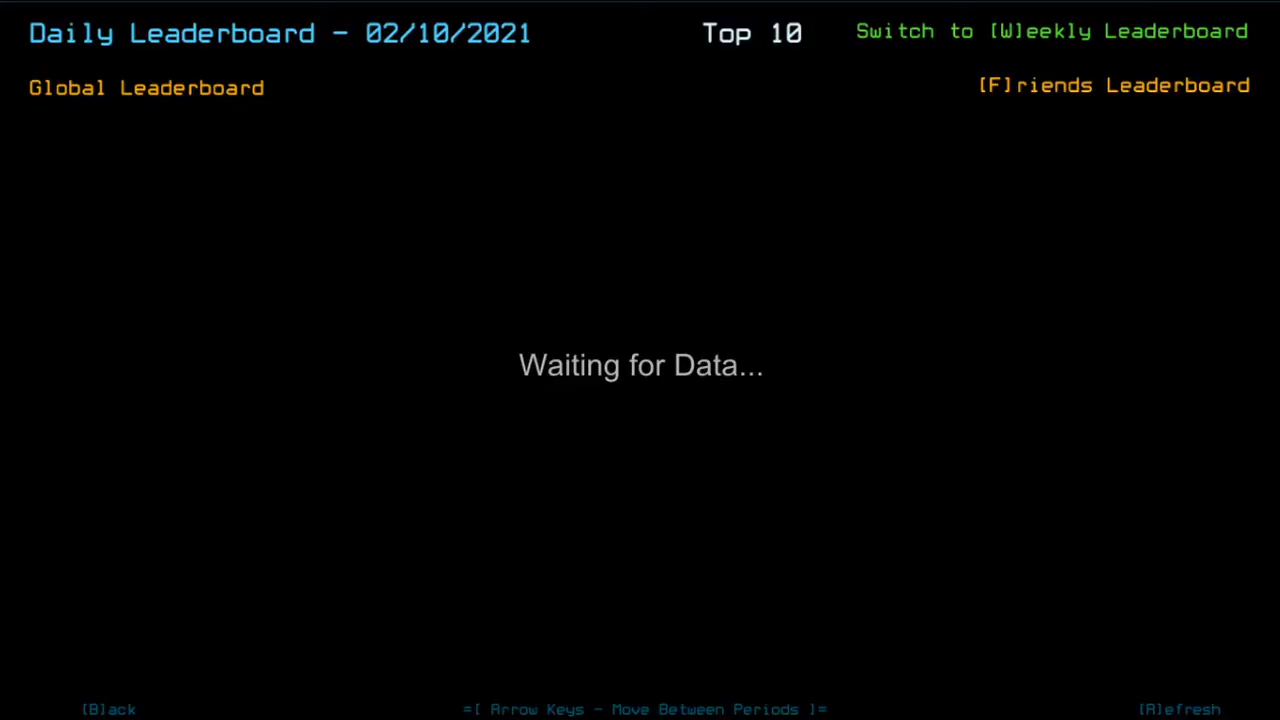 Daily Leaderboard - 02/10/2021 Top 10 Switch to [W]eekly Leaderboard
Global Leaderboard [F]riends Leaderboard
Waiting for Data...
[B]ack =[ Arrow Keys - Move Between Periods ]= [R]efresh